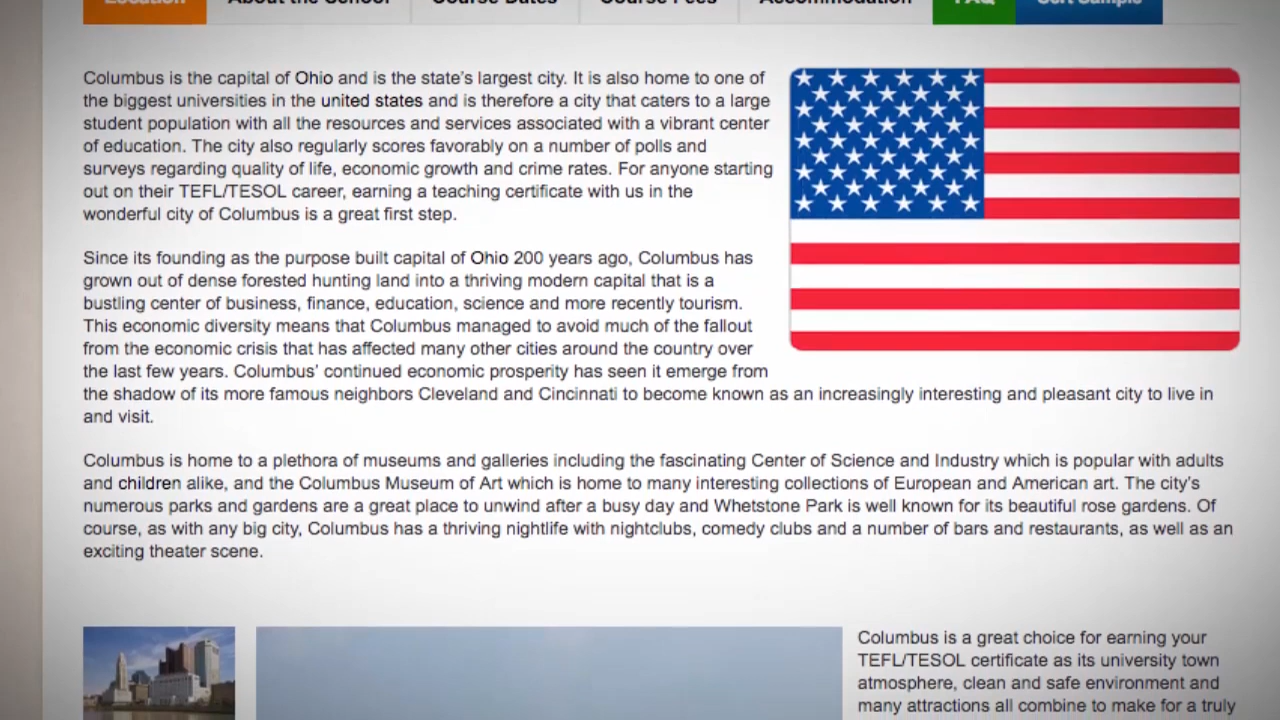 Location About the School Course Dates Course Fees Accommodation FAQ Cert Sample
Columbus is the capital of Ohio and is the state's largest city. It is also home to one of
the biggest universities in the united states and is therefore a city that caters to a large
student population with all the resources and services associated with a vibrant center
of education. The city also regularly scores favorably on a number of polls and
surveys regarding quality of life, economic growth and crime rates. For anyone starting
out on their TEFL/TESOL career, earning a teaching certificate with us in the
wonderful city of Columbus is a great first step.
Since its founding as the purpose built capital of Ohio 200 years ago, Columbus has
grown out of dense forested hunting land into a thriving modern capital that is a
bustling center of business, finance, education, science and more recently tourism.
This economic diversity means that Columbus managed to avoid much of the fallout
from the economic crisis that has affected many other cities around the country over
the last few years. Columbus' continued economic prosperity has seen it emerge from
the shadow of its more famous neighbors Cleveland and Cincinnati to become known as an increasingly interesting and pleasant city to live in
and visit.
Columbus is home to a plethora of museums and galleries including the fascinating Center of Science and Industry which is popular with adults
and children alike, and the Columbus Museum of Art which is home to many interesting collections of European and American art. The city's
numerous parks and gardens are a great place to unwind after a busy day and Whetstone Park is well known for its beautiful rose gardens. Of
course, as with any big city, Columbus has a thriving nightlife with nightclubs, comedy clubs and a number of bars and restaurants, as well as an
exciting theater scene.
Columbus is a great choice for earning your
TEFL/TESOL certificate as its university town
atmosphere, clean and safe environment and
many attractions all combine to make for a truly